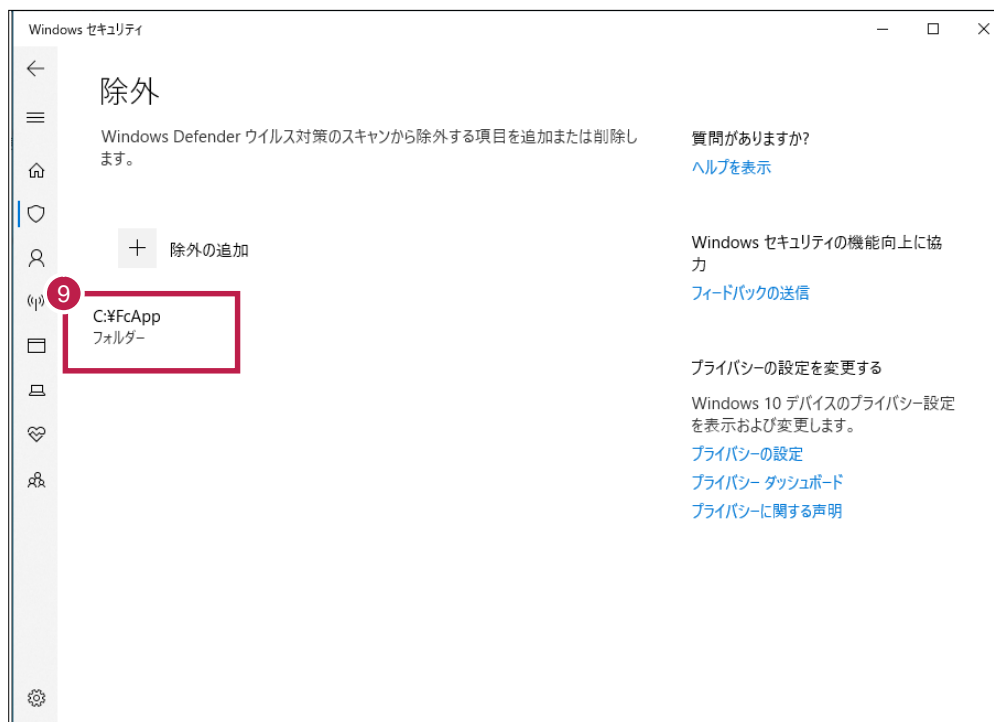 Windows セキュリティ
除外
Windows Defender ウイルス対策のスキャンから除外する項目を追加または削除し
ます。
除外の追加
9
C:¥FcApp
フォルダー
質問がありますか?
ヘルプを表示
Windows セキュリティの機能向上に協
力
フィードバックの送信
プライバシーの設定を変更する
Windows 10 デバイスのプライバシー設定
を表示および変更します。
プライバシーの設定
プライバシー ダッシュボード
プライバシーに関する声明